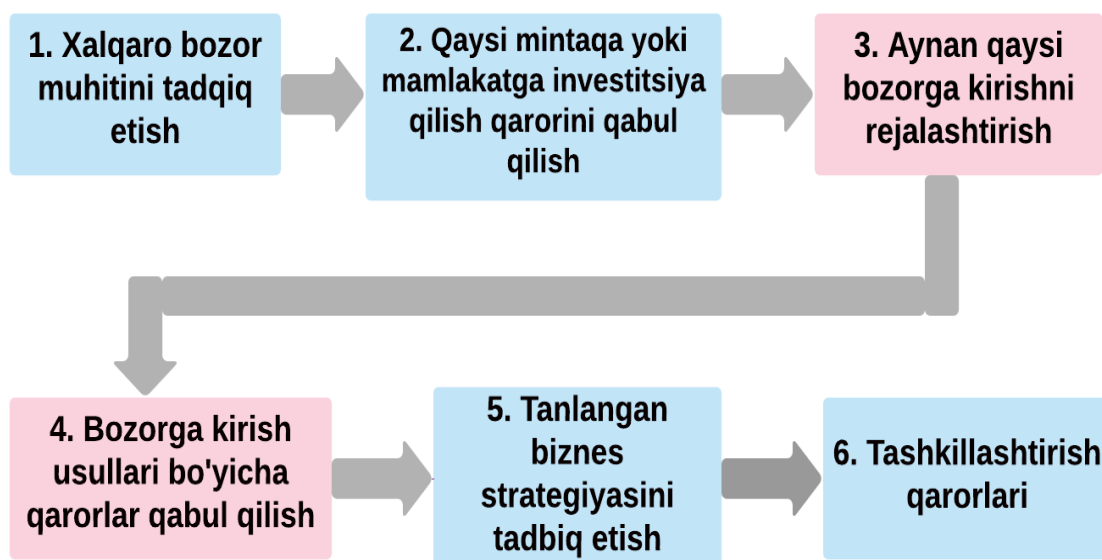 1. Xalqaro bozor
muhitini tadqiq
etish
2. Qaysi mintaqa yoki
mamlakatga investitsiya
qilish qarorini qabul
qilish
3. Aynan qaysi
bozorga kirishni
rejalashtirish
4. Bozorga kirish
usullari bo'yicha
qarorlar qabul qilish
5. Tanlangan
biznes
strategiyasini
tadbiq etish
6. Tashkillashtirish
qarorlari